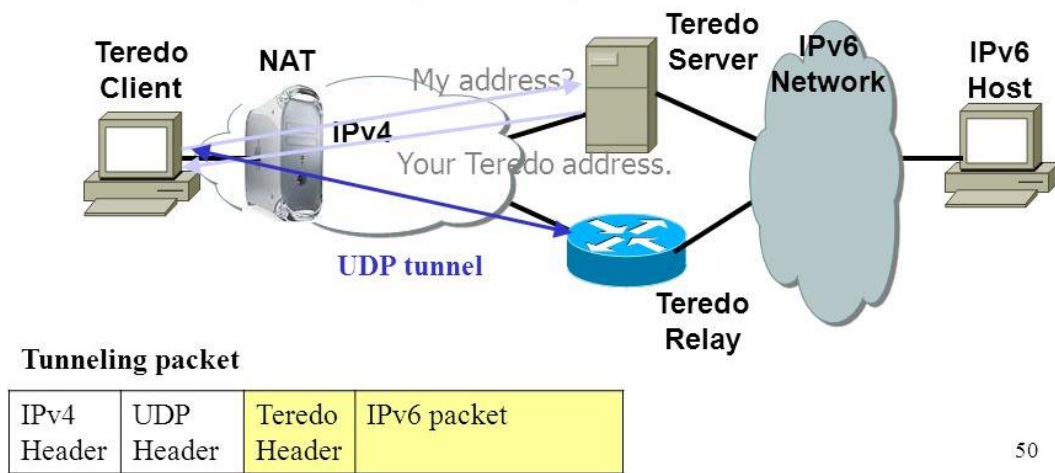 Teredo
Client
NAT
My address?
iPv4
Your Teredo address.
UDP tunnel
Teredo
Server
IPv6
Network
IPv6
Host
Teredo
Relay
Tunneling packet
IPv4
Header
UDP
Header
Teredo
Header
IPv6 packet
50